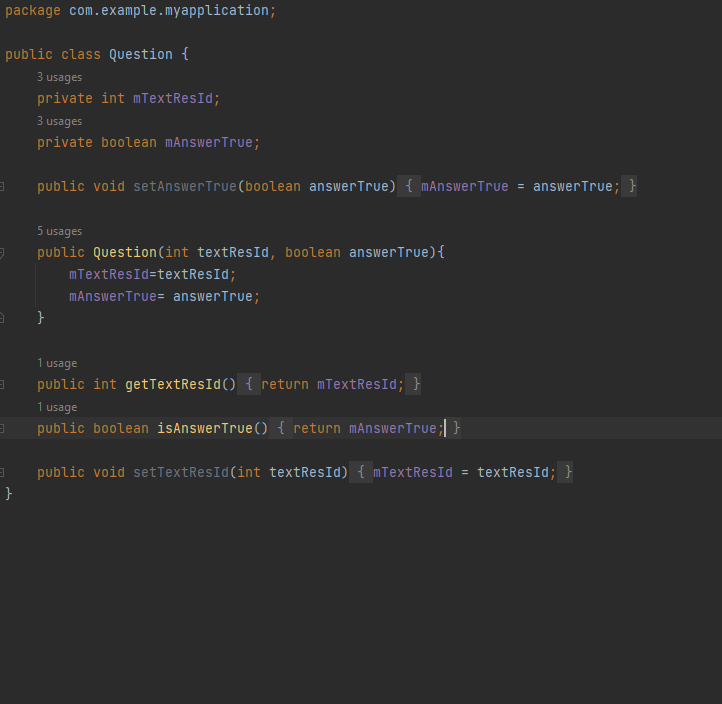 package com.example.myapplication;
public class Question {
3 usages
private int mTextResId;
3 usages
private boolean mAnswerTrue;
public void setAnswerTrue(boolean answerTrue) { mAnswerTrue = answerTrue; }
5 usages
public Question(int textResId, boolean answerTrue){
mTextResId=textResId;
mAnswerTrue= answerTrue;
}
1 usage
public int getTextResId() { return mTextResId; }
1 usage
public boolean isAnswerTrue() { return mAnswerTrue; }
public void setTextResId(int textResId) { mTextResId = textResId; }
}